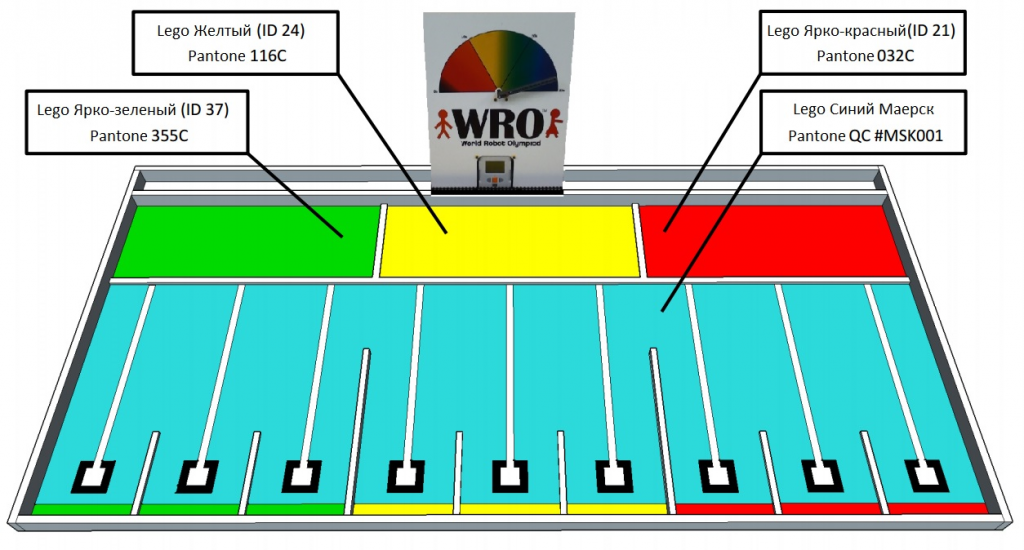 Lego Желтый (ID 24)
Pantone 116C
Lego Ярко-красный(ID 21)
Pantone 032C
Lego Ярко-зеленый (ID 37)
Pantone 355C
Lego Синий Маерск
Pantone QC #MSK001
WRO
World Robot Olympiad